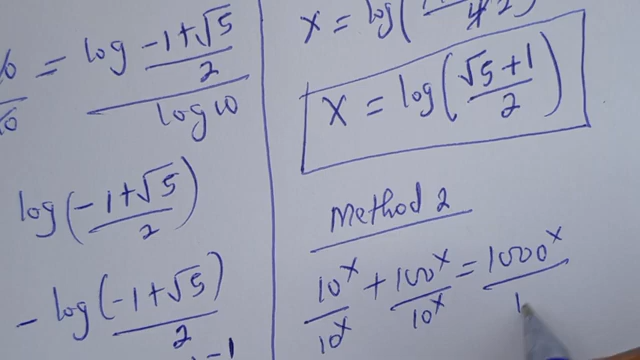 = log (-1+√5)/2 / log 10
log((-1+√5)/2)
- log((-1+√5)/2)
x = log(
x = log((√5+1)/2)
Method 2
10^x/10^x + 100^x/10^x = 1000^x/1